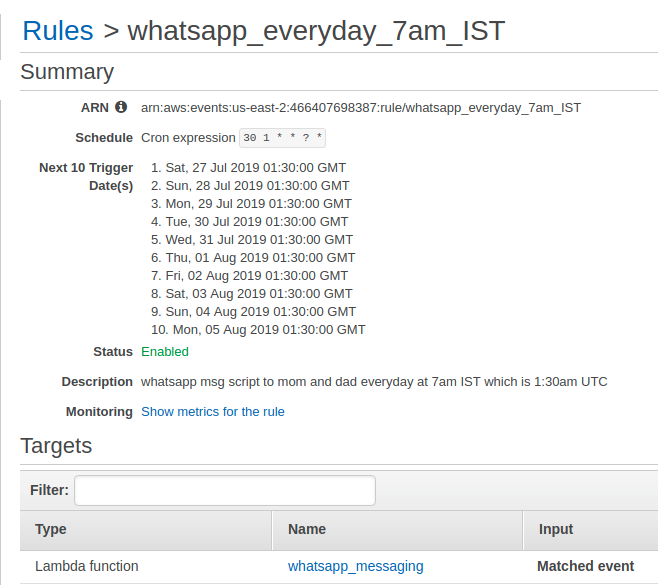 Rules > whatsapp_everyday_7am_IST
Summary
ARN arn:aws:events:us-east-2:466407698387:rule/whatsapp_everyday_7am_IST
Schedule Cron expression 30 1 * * ? *
Next 10 Trigger Date(s)
1. Sat, 27 Jul 2019 01:30:00 GMT
2. Sun, 28 Jul 2019 01:30:00 GMT
3. Mon, 29 Jul 2019 01:30:00 GMT
4. Tue, 30 Jul 2019 01:30:00 GMT
5. Wed, 31 Jul 2019 01:30:00 GMT
6. Thu, 01 Aug 2019 01:30:00 GMT
7. Fri, 02 Aug 2019 01:30:00 GMT
8. Sat, 03 Aug 2019 01:30:00 GMT
9. Sun, 04 Aug 2019 01:30:00 GMT
10. Mon, 05 Aug 2019 01:30:00 GMT
Status Enabled
Description whatsapp msg script to mom and dad everyday at 7am IST which is 1:30am UTC
Monitoring Show metrics for the rule
Targets
Filter:
Type Name Input
Lambda function whatsapp_messaging Matched event